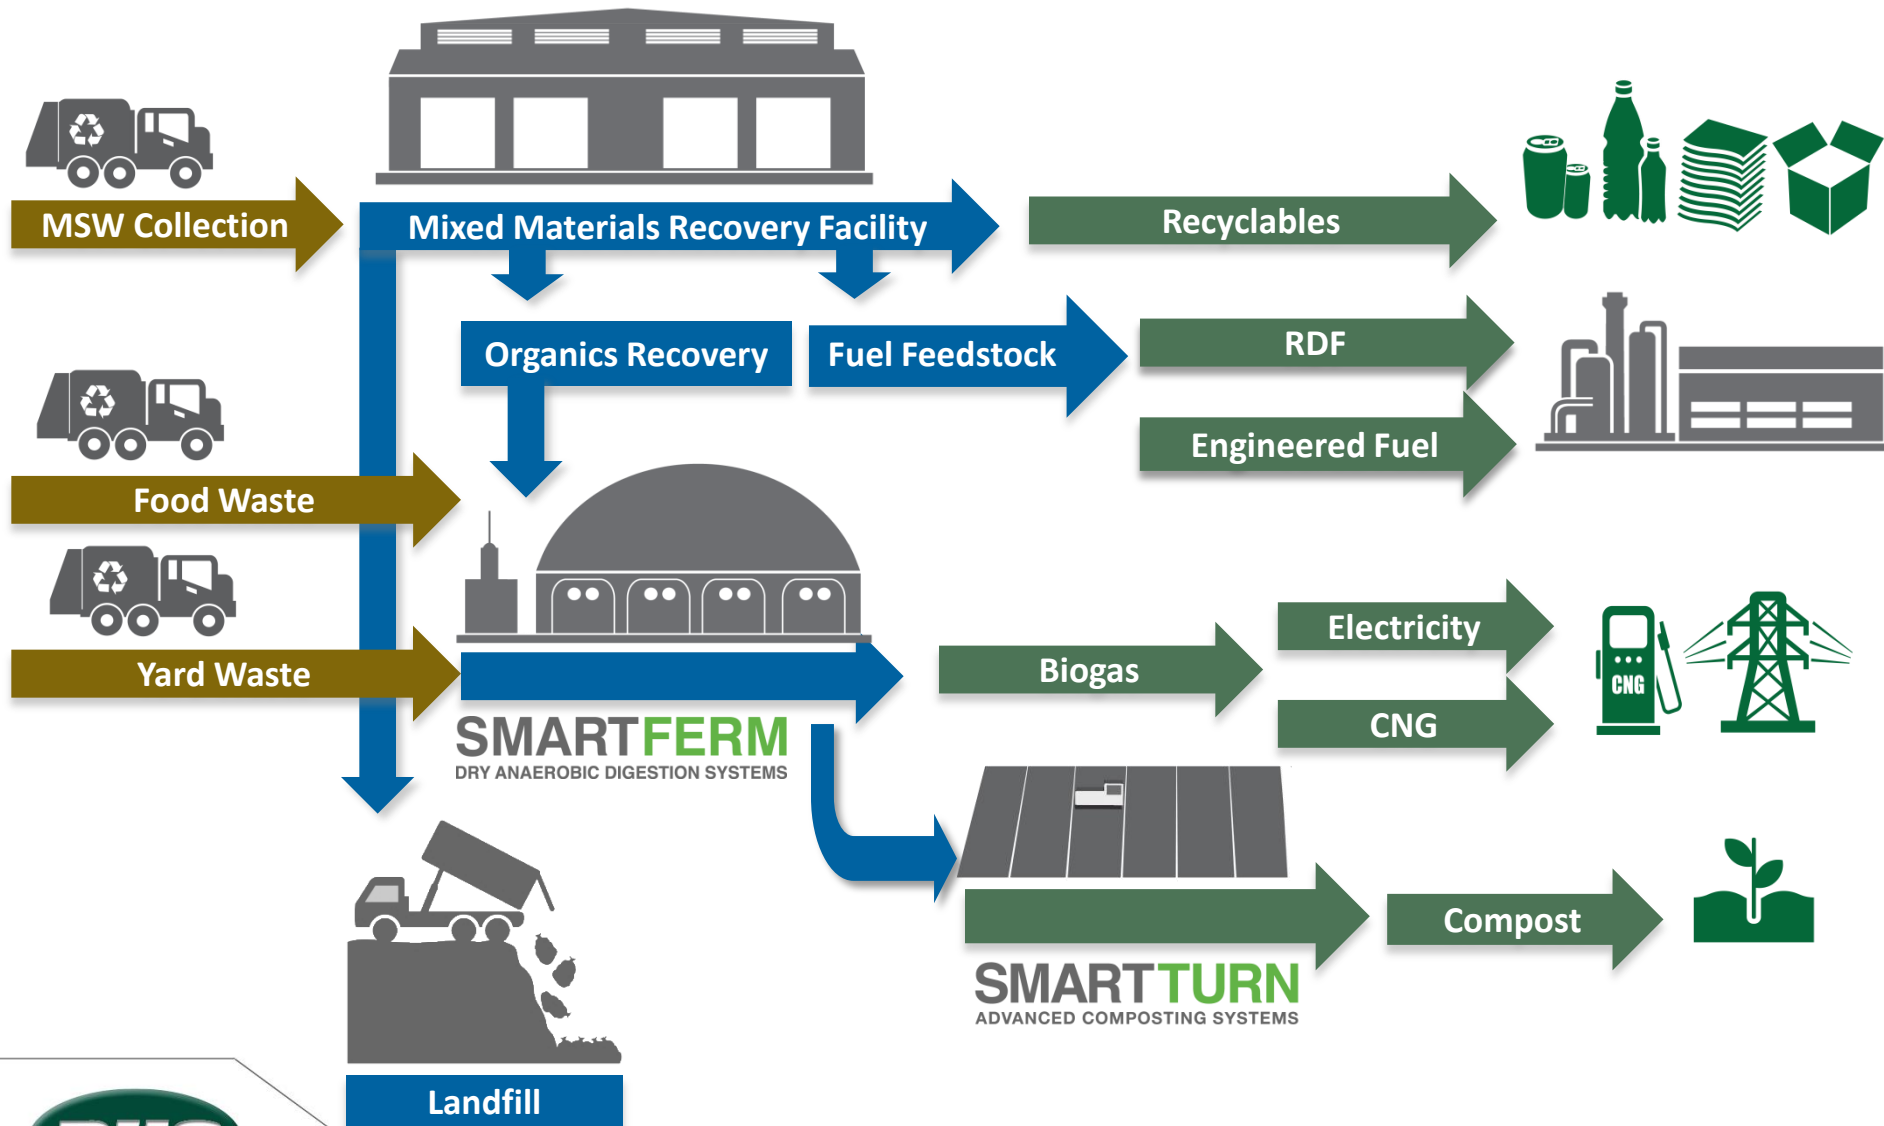 MSW Collection
Mixed Materials Recovery Facility
Recyclables
Organics Recovery
Fuel Feedstock
RDF
Engineered Fuel
Food Waste
Yard Waste
Biogas
Electricity
CNG
CNG
SMARTFERM
DRY ANAEROBIC DIGESTION SYSTEMS
Compost
SMARTTURN
ADVANCED COMPOSTING SYSTEMS
Landfill